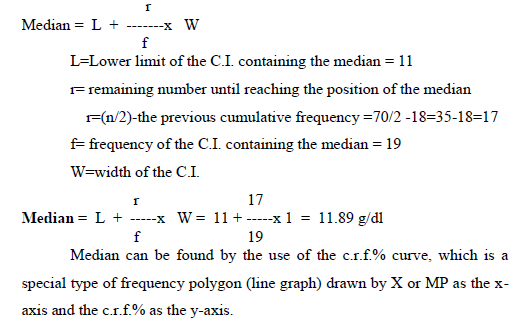 r
Median = L + -------x W
f
L=Lower limit of the C.I. containing the median = 11
r= remaining number until reaching the position of the median
r=(n/2)-the previous cumulative frequency =70/2 -18=35-18=17
f= frequency of the C.I. containing the median = 19
W=width of the C.I.
r 17
Median = L + -----x W = 11 + -----x 1 = 11.89 g/dl
f 19
Median can be found by the use of the c.r.f.% curve, which is a
special type of frequency polygon (line graph) drawn by X or MP as the x-
axis and the c.r.f.% as the y-axis.